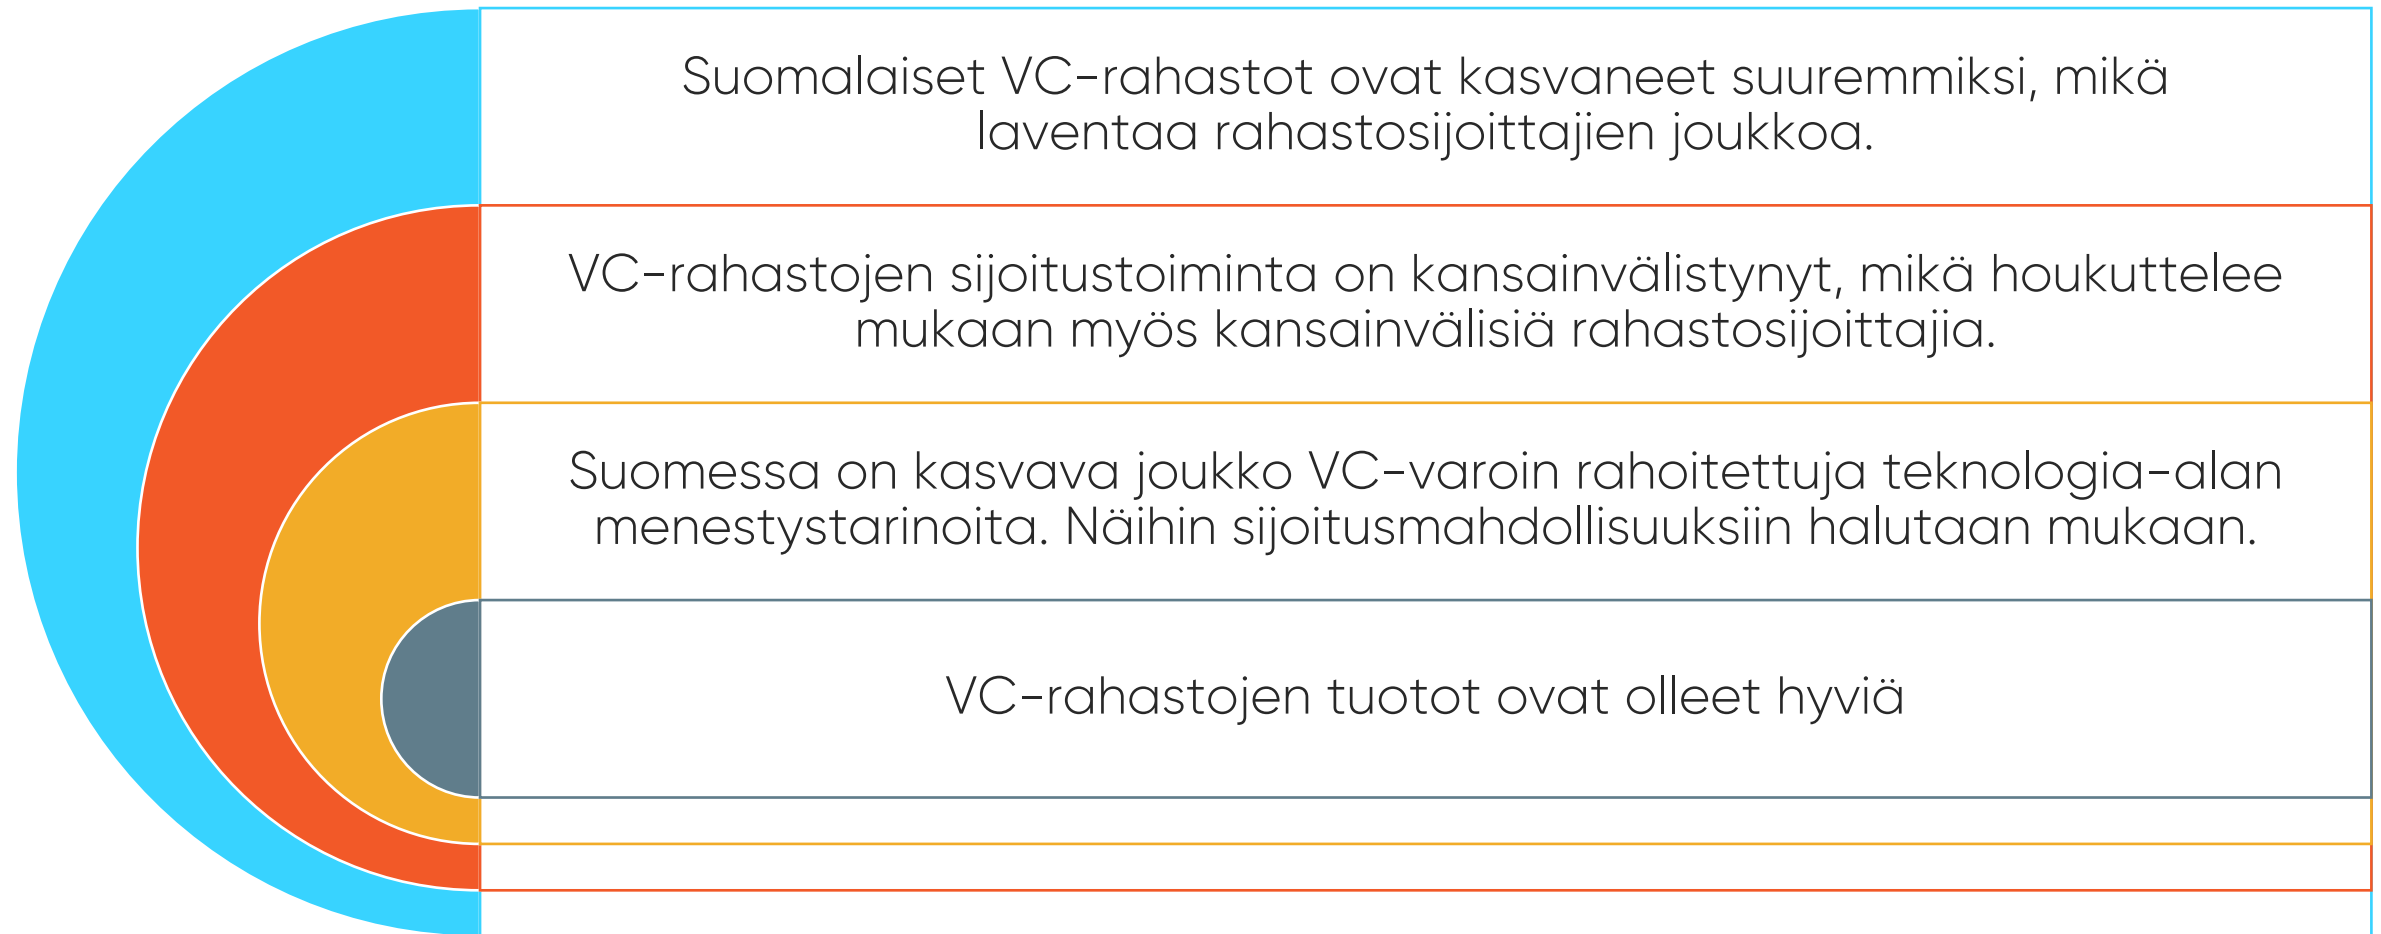 Suomalaiset VC-rahastot ovat kasvaneet suuremmiksi, mikä
laventaa rahastosijoittajien joukkoa.
VC-rahastojen sijoitustoiminta on kansainvälistynyt, mikä houkuttelee
mukaan myös kansainvälisiä rahastosijoittajia.
Suomessa on kasvava joukko VC-varoin rahoitettuja teknologia-alan
menestystarinoita. Näihin sijoitusmahdollisuuksiin halutaan mukaan.
VC-rahastojen tuotot ovat olleet hyviä